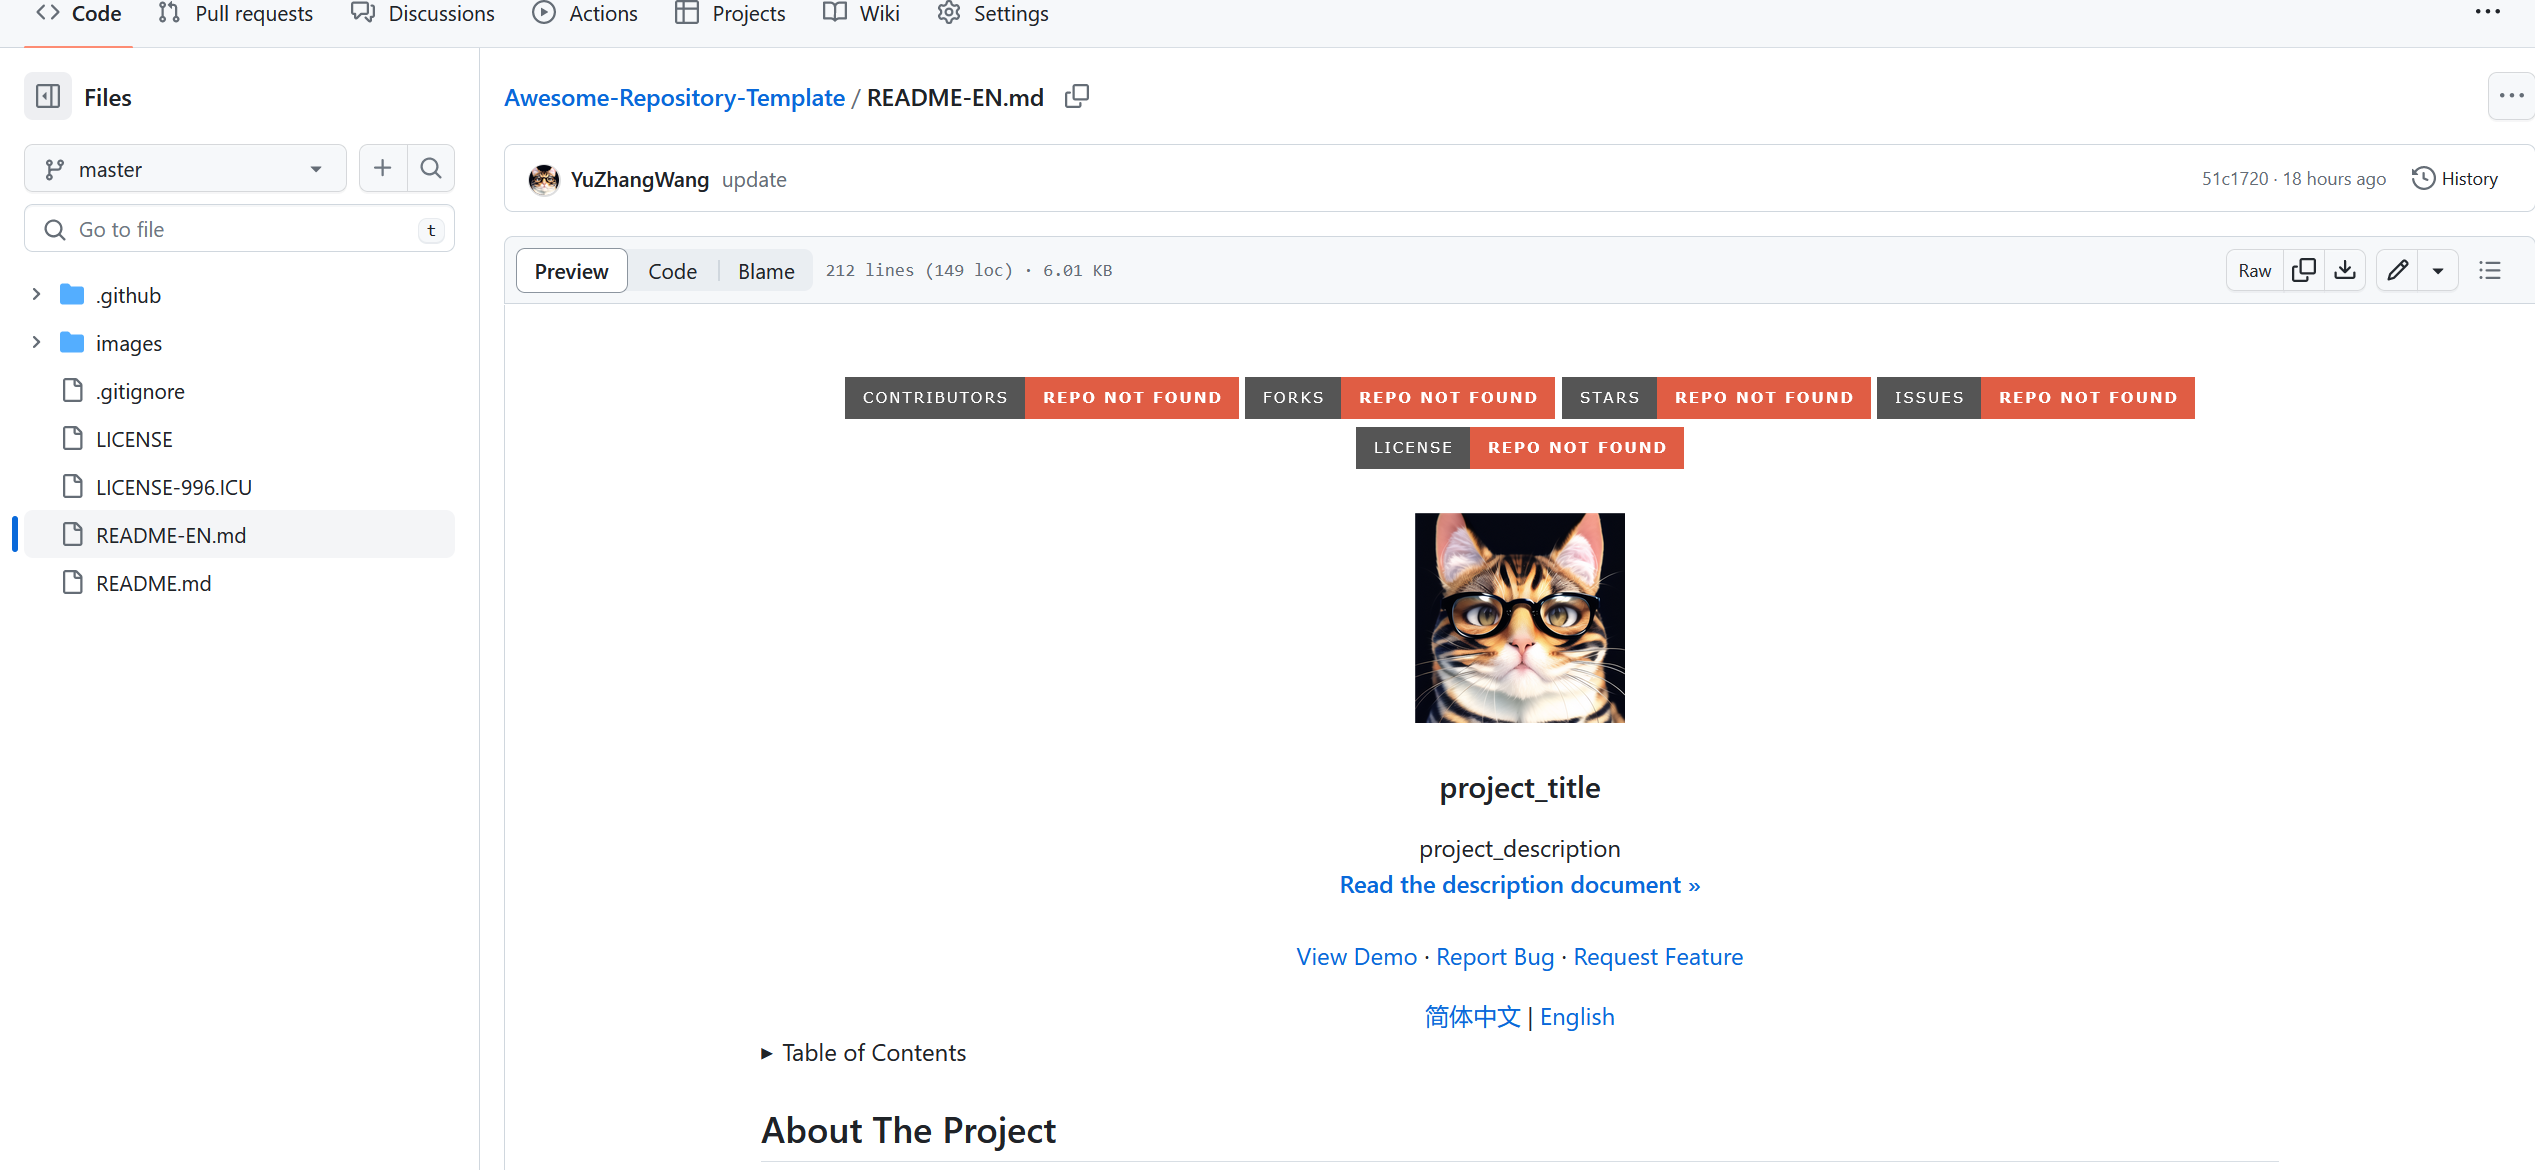 Code Pull requests Discussions Actions Projects Wiki Settings
Files
master
Go to file t
.github
images
.gitignore
LICENSE
LICENSE-996.ICU
README-EN.md
README.md
Awesome-Repository-Template / README-EN.md
YuZhangWang update 51c1720 · 18 hours ago History
Preview Code Blame 212 lines (149 loc) · 6.01 KB Raw
CONTRIBUTORS REPO NOT FOUND FORKS REPO NOT FOUND STARS REPO NOT FOUND ISSUES REPO NOT FOUND
LICENSE REPO NOT FOUND
project_title
project_description
Read the description document »
View Demo · Report Bug · Request Feature
简体中文 | English
Table of Contents
About The Project